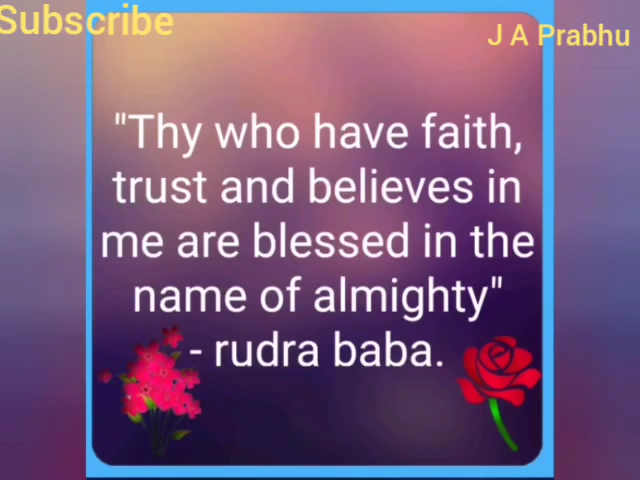 Subscribe
J A Prabhu
"Thy who have faith,
trust and believes in
me are blessed in the
name of almighty"
- rudra baba.